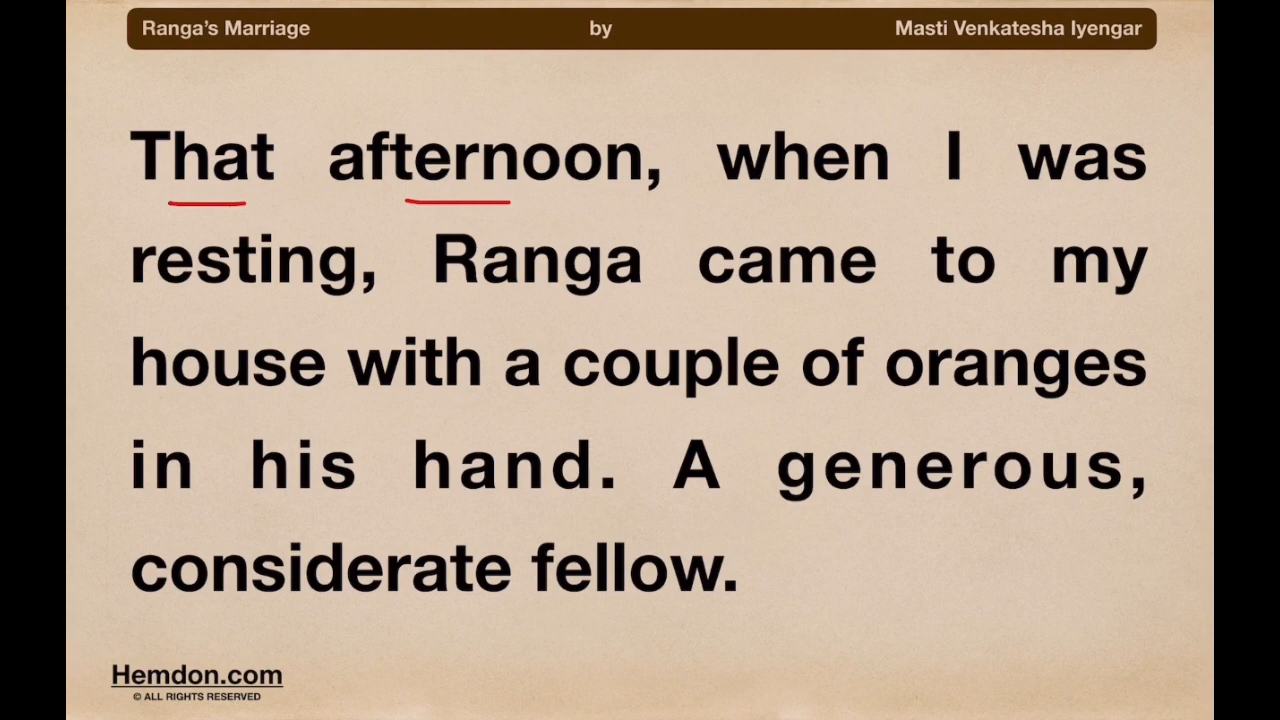 Ranga's Marriage by Masti Venkatesha Iyengar
That afternoon, when I was
resting, Ranga came to my
house with a couple of oranges
in his hand. A generous,
considerate fellow.
Hemdon.com
© ALL RIGHTS RESERVED